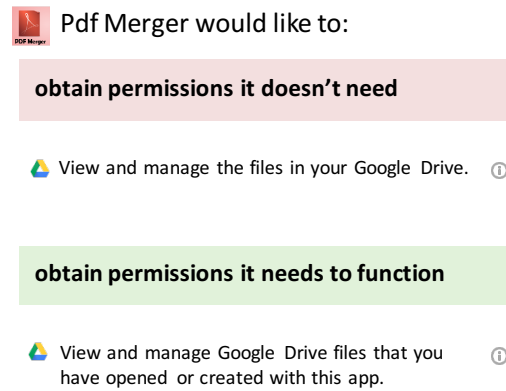 Pdf Merger would like to:
PDF Merger
obtain permissions it doesn't need
View and manage the files in your Google Drive.
obtain permissions it needs to function
View and manage Google Drive files that you
have opened or created with this app.